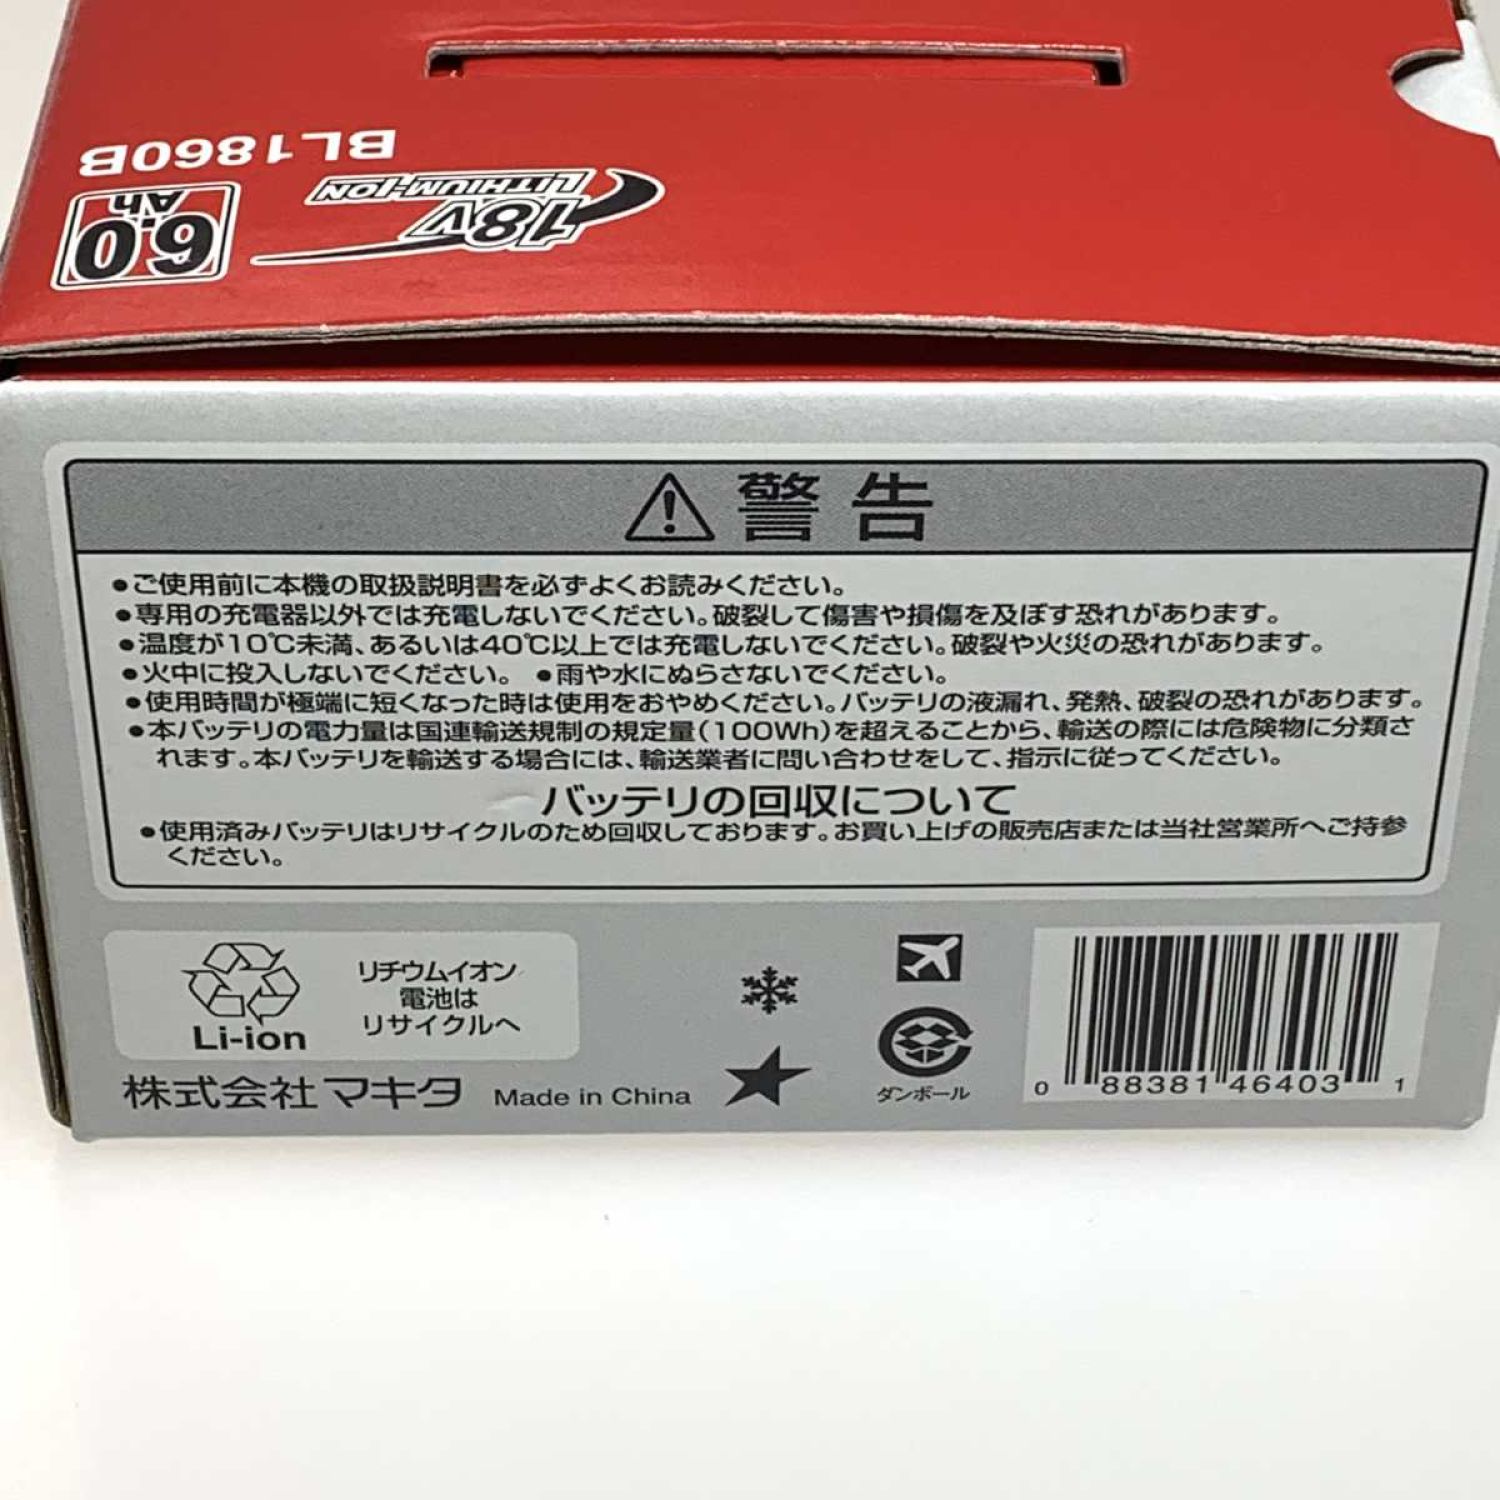 BL1860B
18V
LITHIUM-ION
6.0
Ah
警告
●ご使用前に本機の取扱説明書を必ずよくお読みください。
●専用の充電器以外では充電しないでください。破裂して傷害や損傷を及ぼす恐れがあります。
●温度が10℃未満、あるいは40℃以上では充電しないでください。破裂や火災の恐れがあります。
●火中に投入しないでください。 ●雨や水にぬらさないでください。
●使用時間が極端に短くなった時は使用をおやめください。バッテリの液漏れ、発熱、破裂の恐れがあります。
●本バッテリの電力量は国連輸送規制の規定量(100Wh)を超えることから、輸送の際には危険物に分類さ
れます。本バッテリを輸送する場合には、輸送業者に問い合わせをして、指示に従ってください。
バッテリの回収について
●使用済みバッテリはリサイクルのため回収しております。お買い上げの販売店または当社営業所へご持参
ください。
Li-ion
リチウムイオン
電池は
リサイクルへ
株式会社マキタ Made in China
ダンボール
0 88381 46403 1